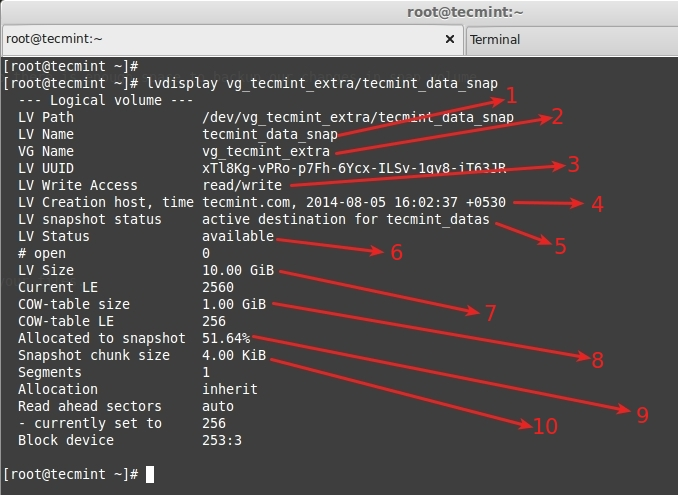 root@tecmint:~
root@tecmint:~ × Terminal
[root@tecmint ~]#
[root@tecmint ~]# lvdisplay vg_tecmint_extra/tecmint_data_snap
--- Logical volume ---
LV Path /dev/vg_tecmint_extra/tecmint_data_snap
LV Name tecmint_data_snap 1
VG Name vg_tecmint_extra 2
LV UUID xTl8Kg-vPRo-p7Fh-6Ycx-ILSv-1qy8-jT63JR 3
LV Write Access read/write
LV Creation host, time tecmint.com, 2014-08-05 16:02:37 +0530 4
LV snapshot status active destination for tecmint_datas 5
LV Status available 6
# open 0
LV Size 10.00 GiB 7
Current LE 2560
COW-table size 1.00 GiB 8
COW-table LE 256
Allocated to snapshot 51.64% 9
Snapshot chunk size 4.00 KiB 10
Segments 1
Allocation inherit
Read ahead sectors auto
- currently set to 256
Block device 253:3
[root@tecmint ~]#